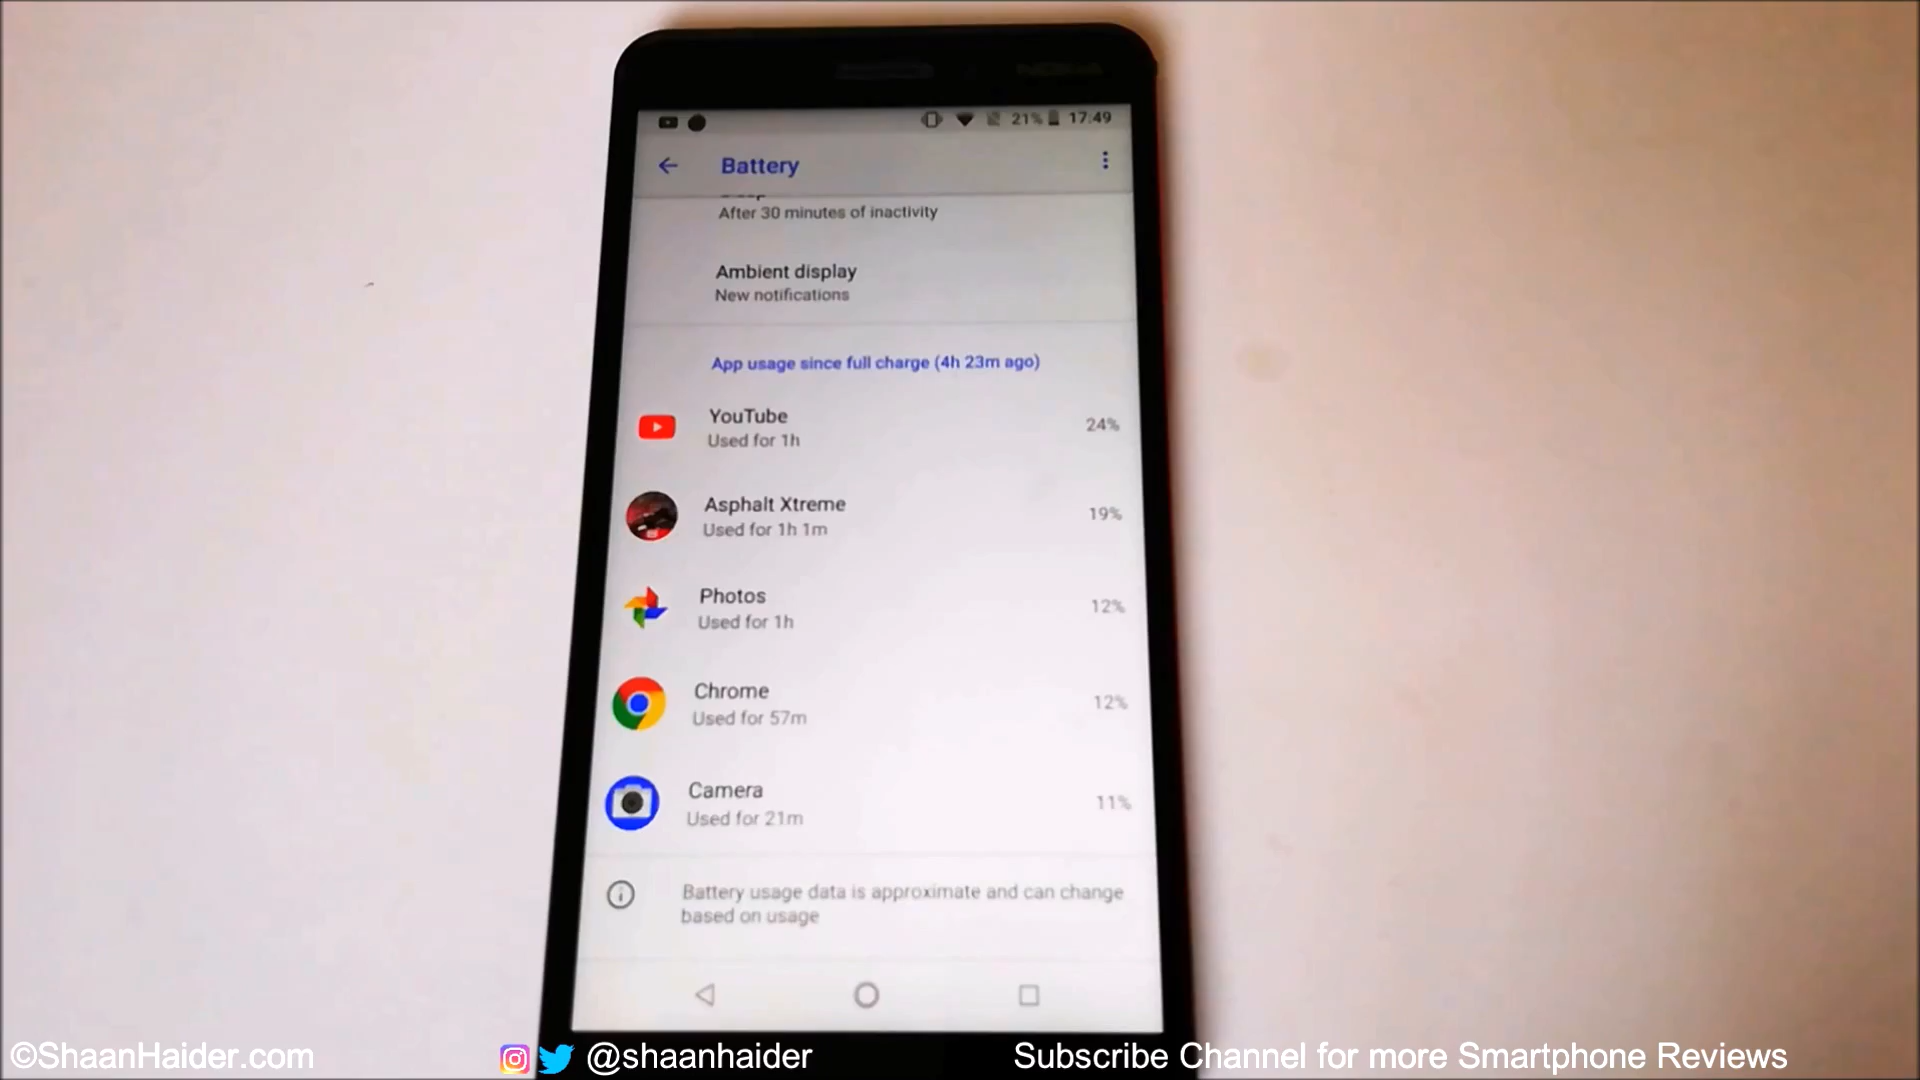 NOKIA
21% 17:49
Battery
After 30 minutes of inactivity
Ambient display
New notifications
App usage since full charge (4h 23m ago)
YouTube
Used for 1h
24%
Asphalt Xtreme
Used for 1h 1m
19%
Photos
Used for 1h
12%
Chrome
Used for 57m
12%
Camera
Used for 21m
11%
Battery usage data is approximate and can change
based on usage
©ShaanHaider.com
@shaanhaider
Subscribe Channel for more Smartphone Reviews